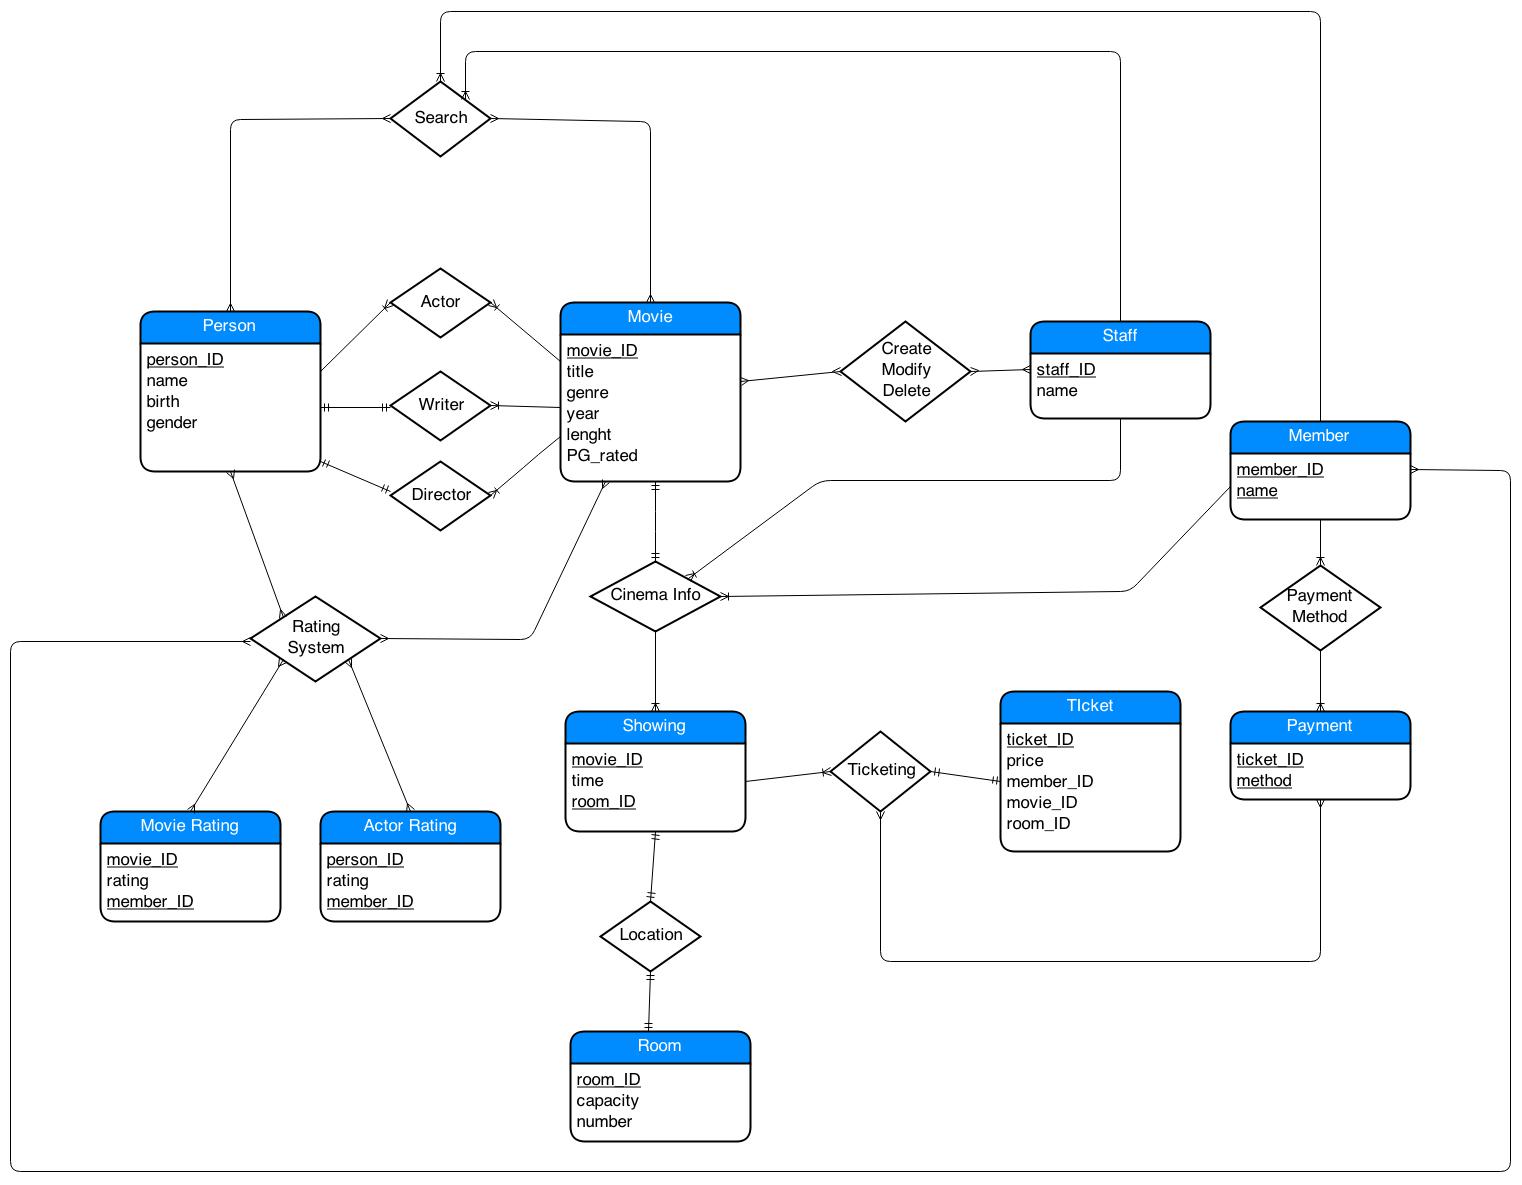 Search
Actor
Person
person_ID
name
birth
gender
Movie
movie_ID
title
genre
year
lenght
PG_rated
Create
Modify
Delete
Staff
staff_ID
name
Writer
Director
Member
member_ID
name
Cinema Info
Payment
Method
Rating
System
Showing
movie_ID
time
room_ID
Ticketing
TIcket
ticket_ID
price
member_ID
movie_ID
room_ID
Payment
ticket_ID
method
Movie Rating
movie_ID
rating
member_ID
Actor Rating
person_ID
rating
member_ID
Location
Room
room_ID
capacity
number